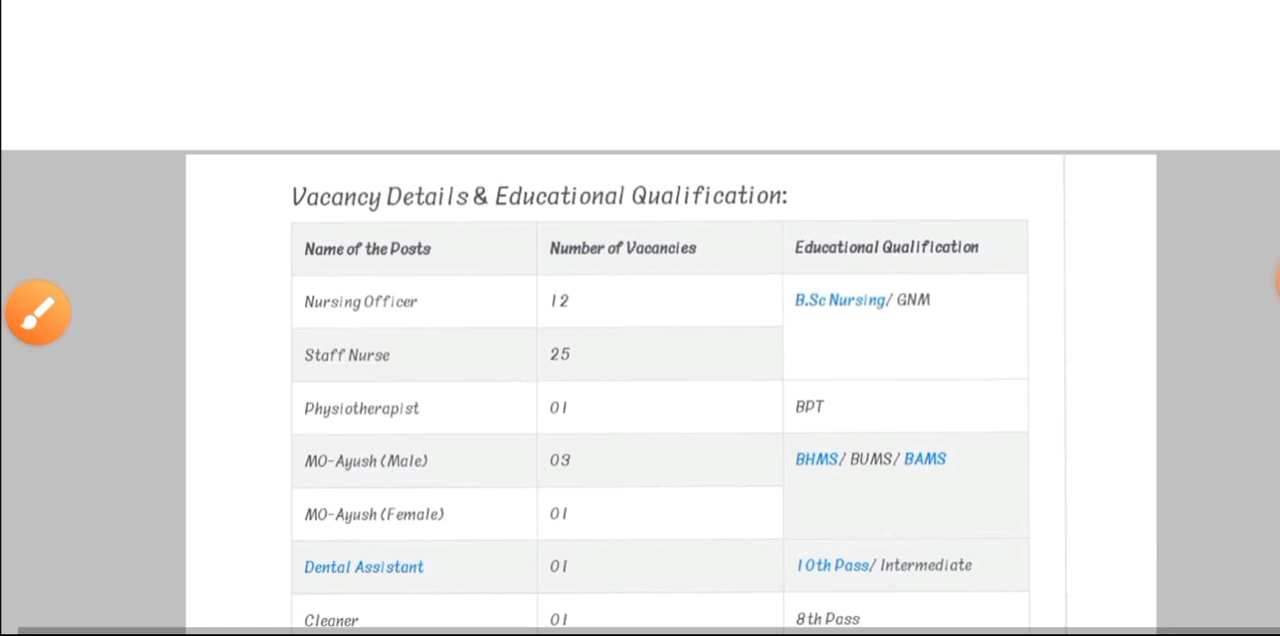 Vacancy Details & Educational Qualification:
Name of the Posts Number of Vacancies Educational Qualification
Nursing Officer 12 B.Sc Nursing/ GNM
Staff Nurse 25
Physiotherapist 01 BPT
MO-Ayush (Male) 03 BHMS/ BUMS/ BAMS
MO-Ayush (Female) 01
Dental Assistant 01 10th Pass/ Intermediate
Cleaner 01 8th Pass